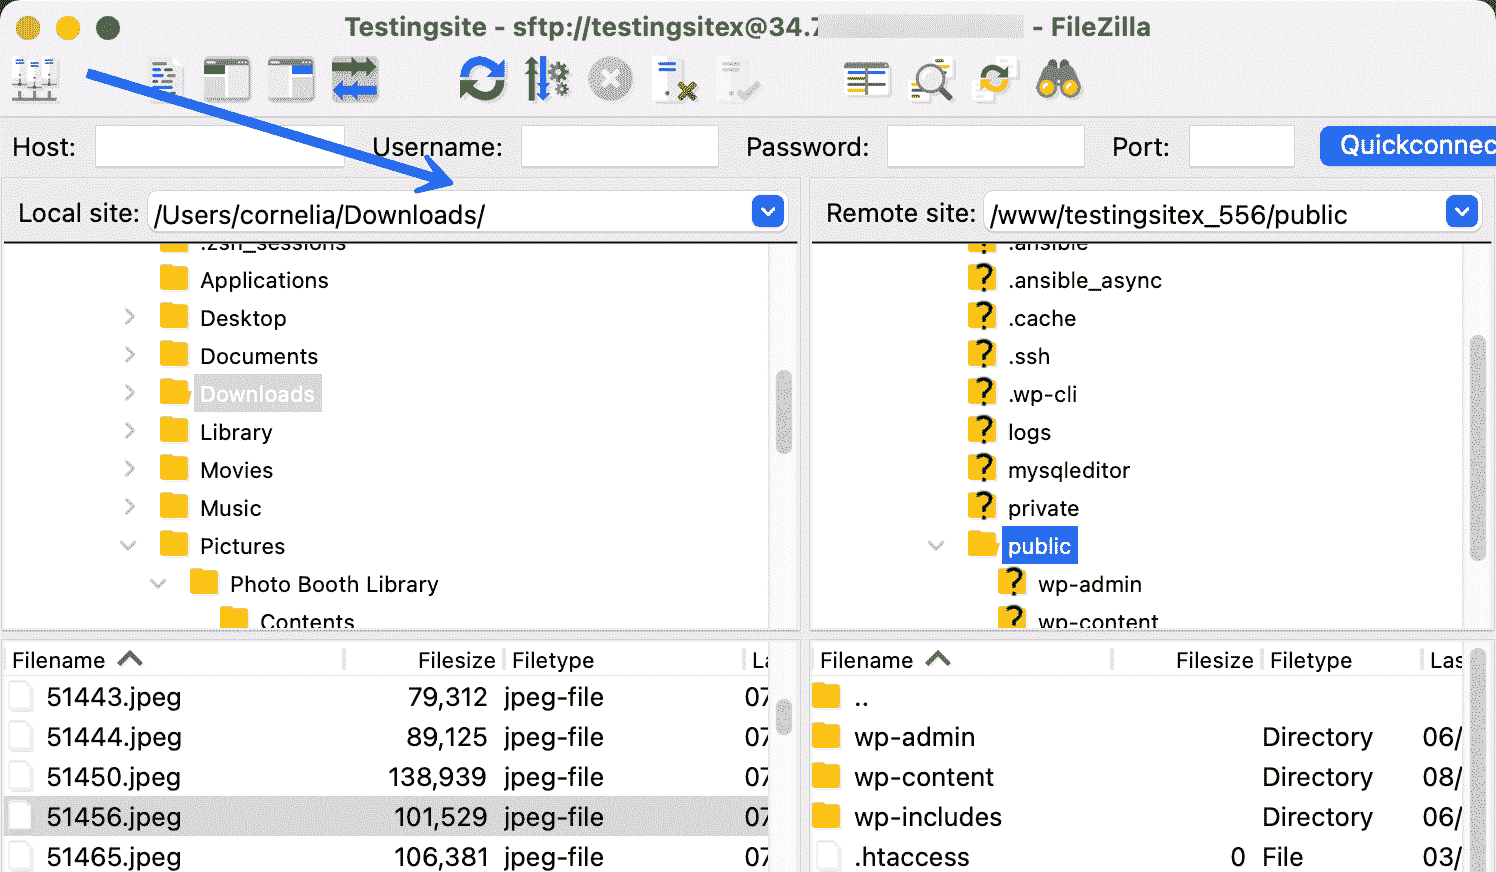 Testingsite - sftp://testingsitex@34.7 - FileZilla
Host: Username: Password: Port: Quickconnec
Local site: /Users/cornelia/Downloads/
.zsh_sessions
Applications
Desktop
Documents
Downloads
Library
Movies
Music
Pictures
Photo Booth Library
Contents
Filename Filesize Filetype La
51443.jpeg 79,312 jpeg-file 07
51444.jpeg 89,125 jpeg-file 07
51450.jpeg 138,939 jpeg-file 07
51456.jpeg 101,529 jpeg-file 07
51465.jpeg 106,381 jpeg-file 07
Remote site: /www/testingsitex_556/public
.ansible
.ansible_async
.cache
.ssh
.wp-cli
logs
mysqleditor
private
public
wp-admin
wp-content
Filename Filesize Filetype Las
..
wp-admin Directory 06/
wp-content Directory 08/
wp-includes Directory 06/
.htaccess 0 File 03/